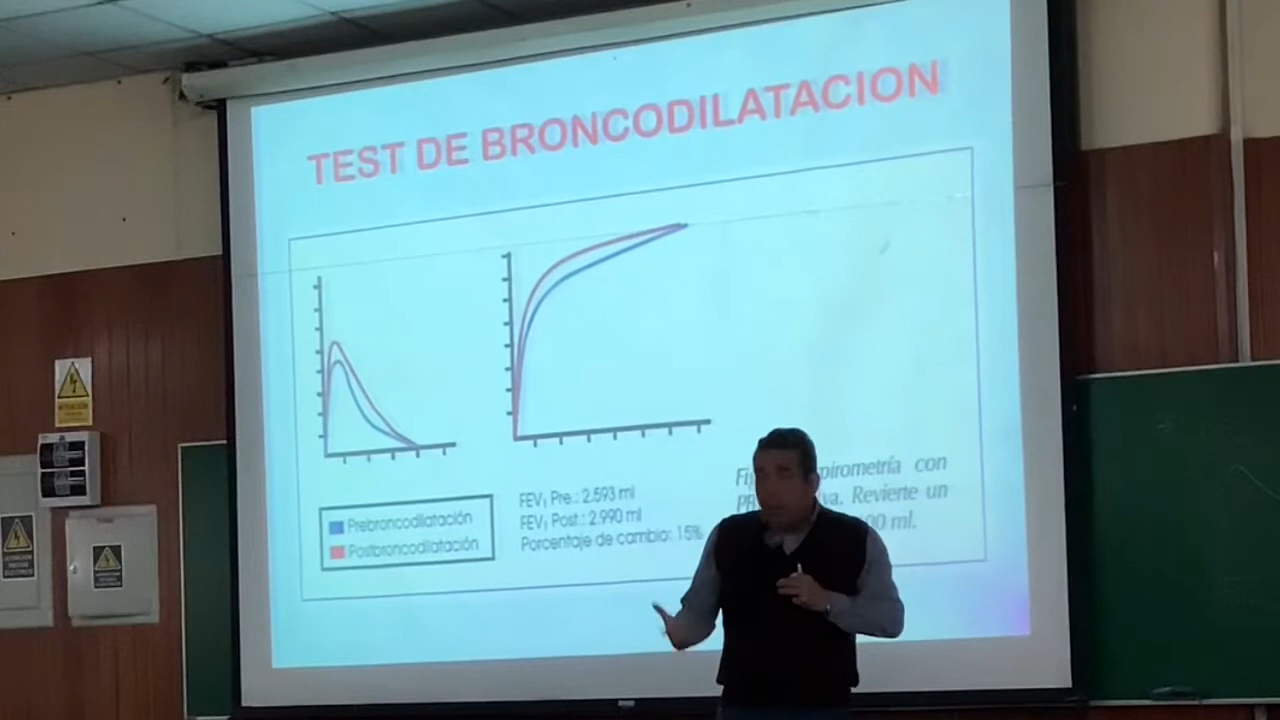 TEST DE BRONCODILATACION
Prebroncodilatación
Postbroncodilatación
FEV₁ Pre.: 2.593 ml
FEV₁ Post.: 2.990 ml
Porcentaje de cambio: 15%
con
Revierte un
00 ml.